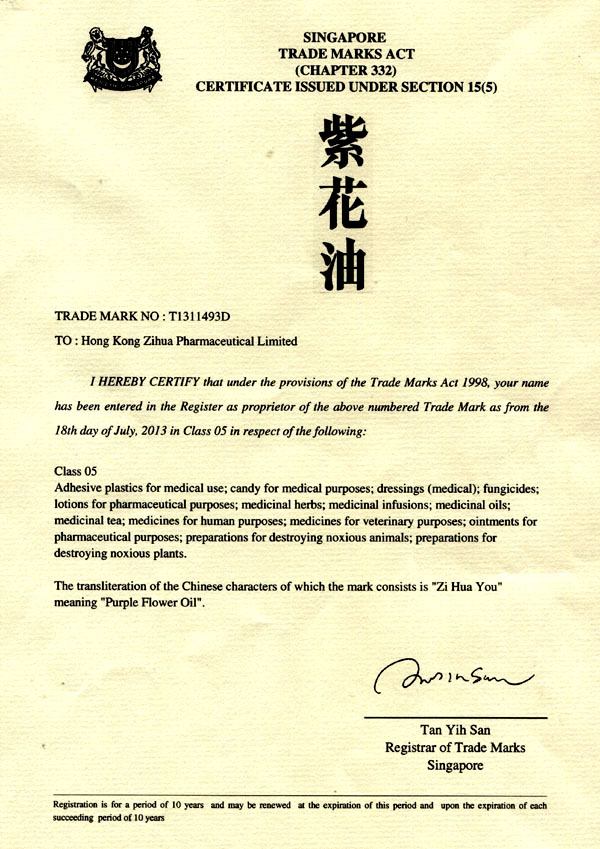 SINGAPORE
TRADE MARKS ACT
(CHAPTER 332)
CERTIFICATE ISSUED UNDER SECTION 15(5)
紫
花
油
TRADE MARK NO : T1311493D
TO : Hong Kong Zihua Pharmaceutical Limited
I HEREBY CERTIFY that under the provisions of the Trade Marks Act 1998, your name
has been entered in the Register as proprietor of the above numbered Trade Mark as from the
18th day of July, 2013 in Class 05 in respect of the following:
Class 05
Adhesive plastics for medical use; candy for medical purposes; dressings (medical); fungicides;
lotions for pharmaceutical purposes; medicinal herbs; medicinal infusions; medicinal oils;
medicinal tea; medicines for human purposes; medicines for veterinary purposes; ointments for
pharmaceutical purposes; preparations for destroying noxious animals; preparations for
destroying noxious plants.
The transliteration of the Chinese characters of which the mark consists is "Zi Hua You"
meaning "Purple Flower Oil".
Tan Yih San
Registrar of Trade Marks
Singapore
Registration is for a period of 10 years and may be renewed at the expiration of this period and upon the expiration of each
succeeding period of 10 years